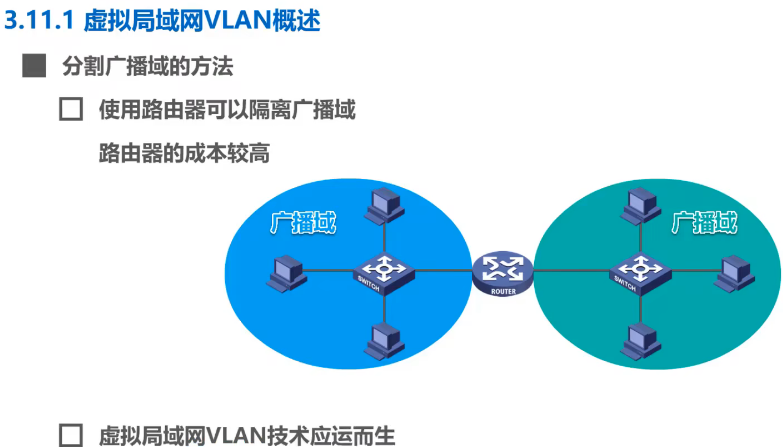 3.11.1 虚拟局域网VLAN概述
分割广播域的方法
使用路由器可以隔离广播域
路由器的成本较高
广播域
广播域
SWITCH
ROUTER
SWITCH
虚拟局域网VLAN技术应运而生